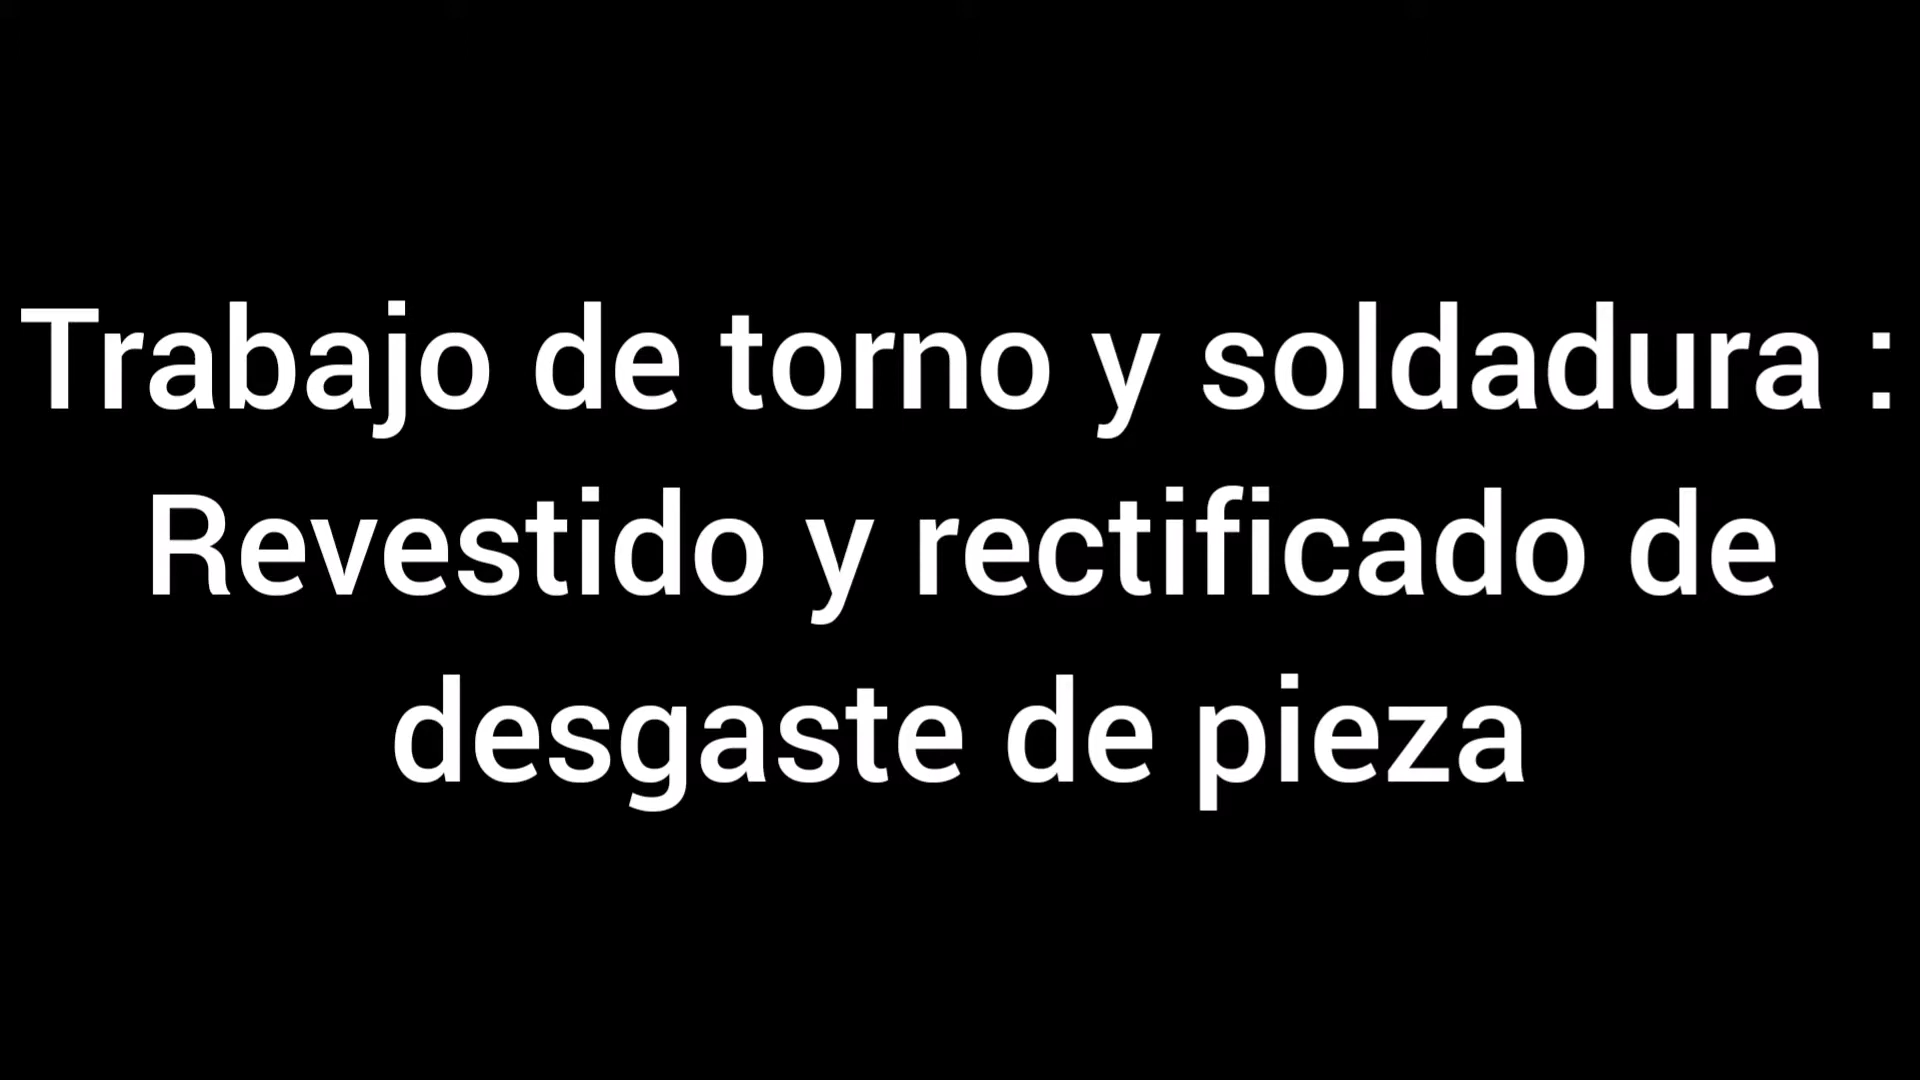 Trabajo de torno y soldadura :
Revestido y rectificado de
desgaste de pieza